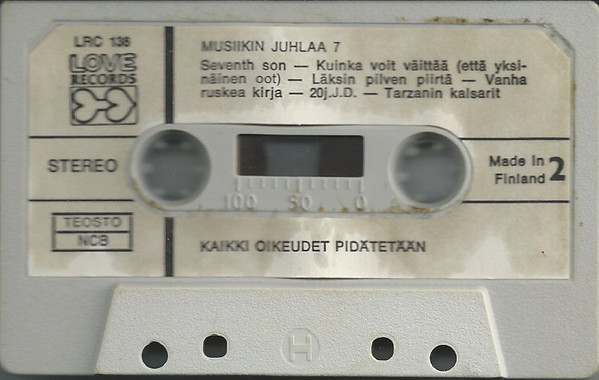 LRC 136
LOVE
RECORDS
MUSIIKIN JUHLAA 7
Seventh son — Kuinka voit väittää (että yksi-
näinen oot) — Läksin pilven piirtä — Vanha
ruskea kirja — 20j.J.D. — Tarzanin kalsarit
STEREO
Made in
Finland
2
100 50 0
TEOSTO
NCB
KAIKKI OIKEUDET PIDÄTETÄÄN
H